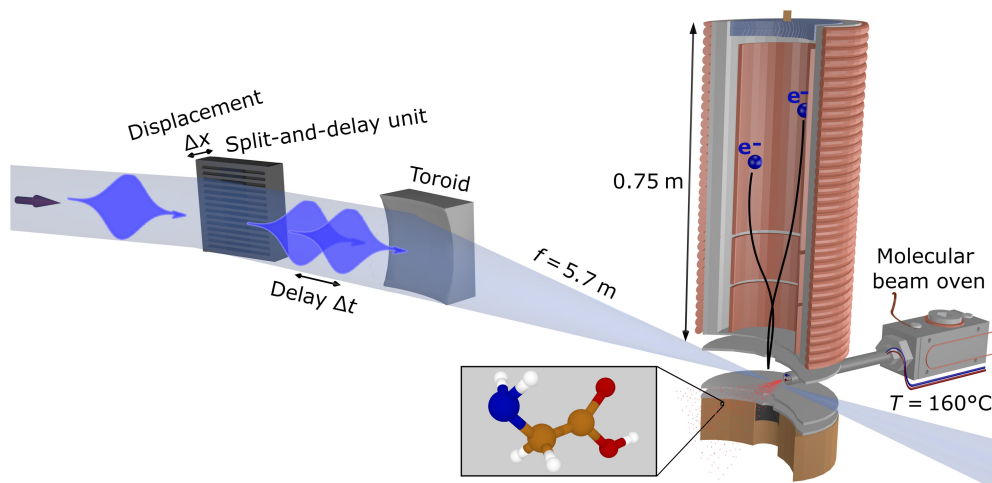 Displacement
Δx
Split-and-delay unit
Toroid
Delay Δt
f = 5.7 m
0.75 m
e⁻
e⁻
Molecular
beam oven
T = 160°C